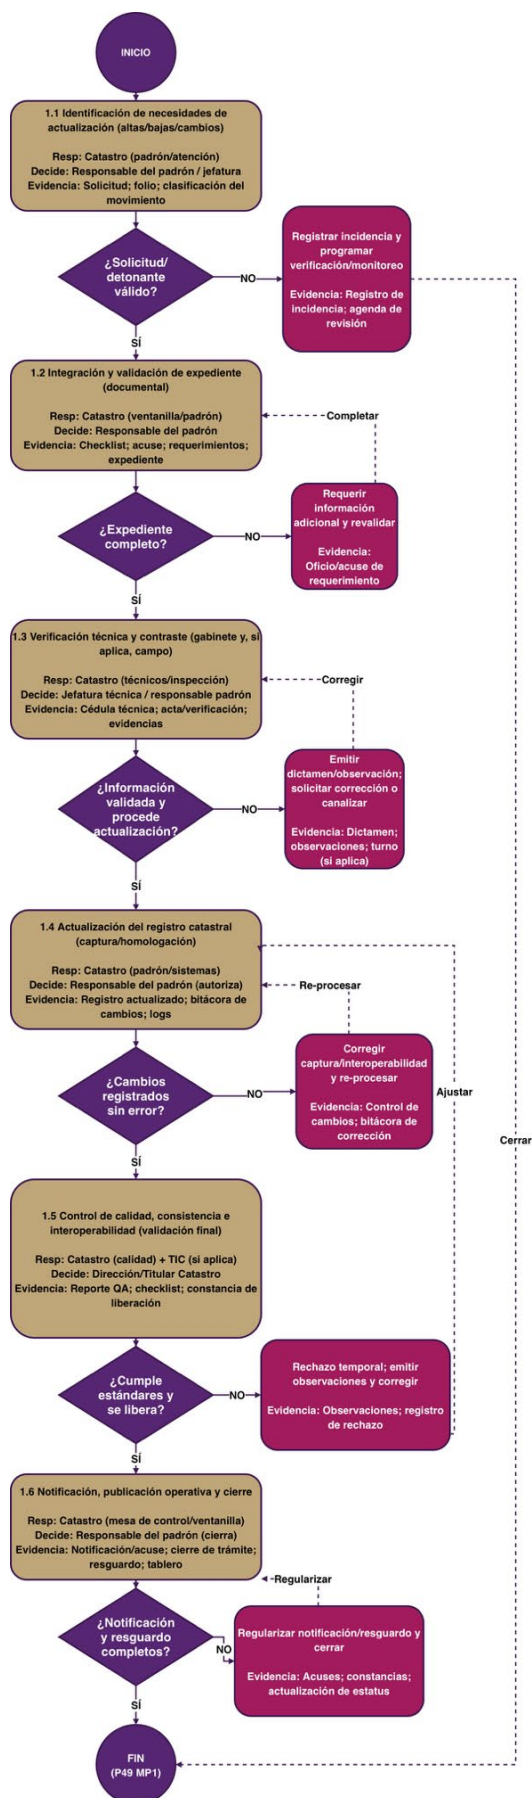 INICIO
1.1 Identificación de necesidades de
actualización (altas/bajas/cambios)
Resp: Catastro (padrón/atención)
Decide: Responsable del padrón / jefatura
Evidencia: Solicitud; folio; clasificación del
movimiento
¿Solicitud/
detonante
válido?
NO
Registrar incidencia y
programar
verificación/monitoreo
Evidencia: Registro de
incidencia; agenda de
revisión
SÍ
1.2 Integración y validación de expediente
(documental)
Resp: Catastro (ventanilla/padrón)
Decide: Responsable del padrón
Evidencia: Checklist; acuse; requerimientos;
expediente
Completar
¿Expediente
completo?
NO
Requerir
información
adicional y revalidar
Evidencia:
Oficio/acuse de
requerimiento
SÍ
1.3 Verificación técnica y contraste (gabinete y, si
aplica, campo)
Resp: Catastro (técnicos/inspección)
Decide: Jefatura técnica / responsable padrón
Evidencia: Cédula técnica; acta/verificación;
evidencias
Corregir
¿Información
validada y
procede
actualización?
NO
Emitir
dictamen/observación;
solicitar corrección o
canalizar
Evidencia: Dictamen;
observaciones; turno
(si aplica)
SÍ
1.4 Actualización del registro catastral
(captura/homologación)
Resp: Catastro (padrón/sistemas)
Decide: Responsable del padrón (autoriza)
Evidencia: Registro actualizado; bitácora de
cambios; logs
Re-procesar
¿Cambios
registrados
sin error?
NO
Corregir
captura/interoperabilidad
y re-procesar
Evidencia: Control de
cambios; bitácora de
corrección
Ajustar
Cerrar
SÍ
1.5 Control de calidad, consistencia e
interoperabilidad (validación final)
Resp: Catastro (calidad) + TIC (si aplica)
Decide: Dirección/Titular Catastro
Evidencia: Reporte QA; checklist; constancia de
liberación
¿Cumple
estándares y
se libera?
NO
Rechazo temporal; emitir
observaciones y corregir
Evidencia: Observaciones; registro
de rechazo
SÍ
1.6 Notificación, publicación operativa y cierre
Resp: Catastro (mesa de control/ventanilla)
Decide: Responsable del padrón (cierra)
Evidencia: Notificación/acuse; cierre de trámite;
resguardo; tablero
Regularizar
¿Notificación
y resguardo
completos?
NO
Regularizar notificación/resguardo y
cerrar
Evidencia: Acuses; constancias;
actualización de estatus
SÍ
FIN
(P49 MP1)